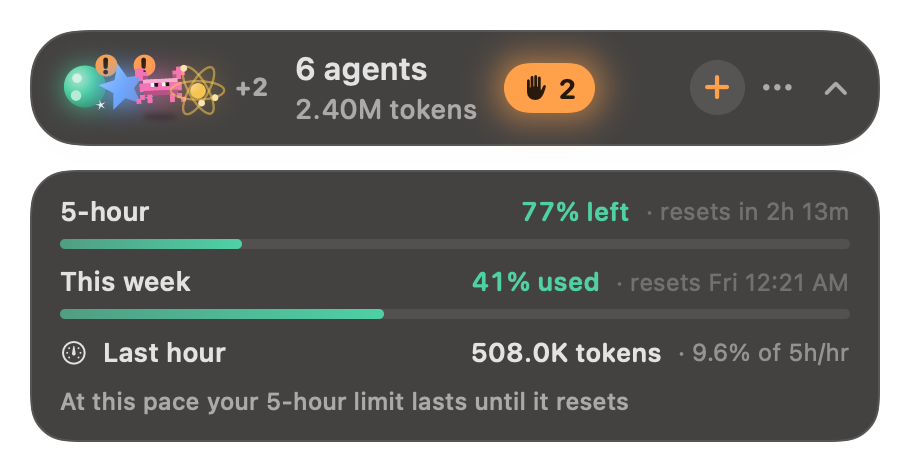 +2
6 agents
2.40M tokens
2
5-hour 77% left · resets in 2h 13m
This week 41% used · resets Fri 12:21 AM
Last hour 508.0K tokens · 9.6% of 5h/hr
At this pace your 5-hour limit lasts until it resets